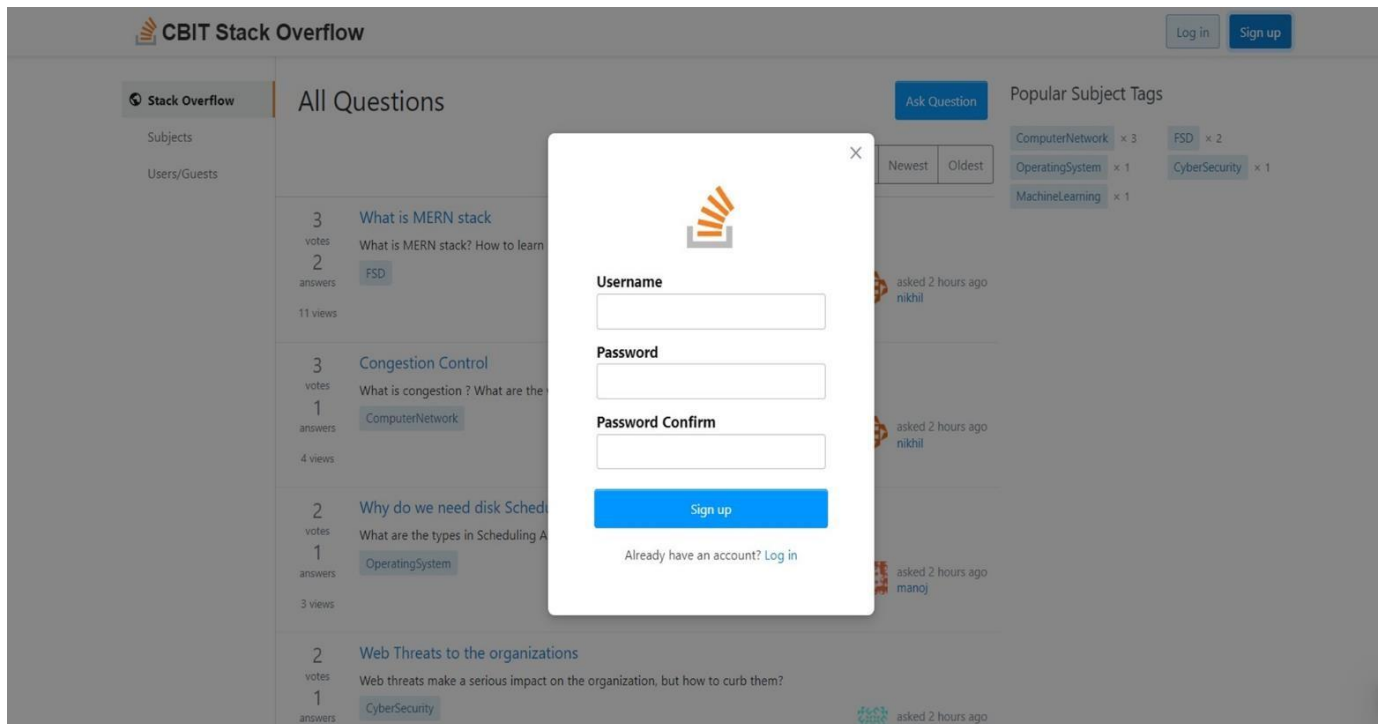 CBIT Stack Overflow
Log in
Sign up
Stack Overflow
Subjects
Users/Guests
All Questions
Ask Question
Newest
Oldest
3
votes
2
answers
11 views
What is MERN stack
What is MERN stack? How to learn
FSD
asked 2 hours ago
nikhil
3
votes
1
answers
4 views
Congestion Control
What is congestion ? What are the
ComputerNetwork
asked 2 hours ago
nikhil
2
votes
1
answers
3 views
Why do we need disk
What are the types in Scheduling
OperatingSystem
asked 2 hours ago
manoj
2
votes
1
answers
Web Threats to the organizations
Web threats make a serious impact on the organization, but how to curb them?
CyberSecurity
asked 2 hours ago
Popular Subject Tags
ComputerNetwork × 3
FSD × 2
OperatingSystem × 1
CyberSecurity × 1
MachineLearning × 1
Username
Password
Password Confirm
Sign up
Already have an account? Log in